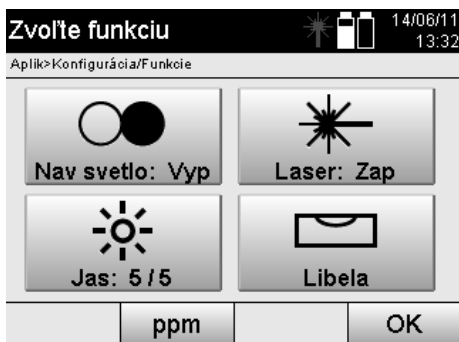 Zvoľte funkciu
14/06/11
13:32
Aplik>Konfigurácia/Funkcie
Nav svetlo: Vyp
Laser: Zap
Jas: 5/5
Libela
ppm
OK